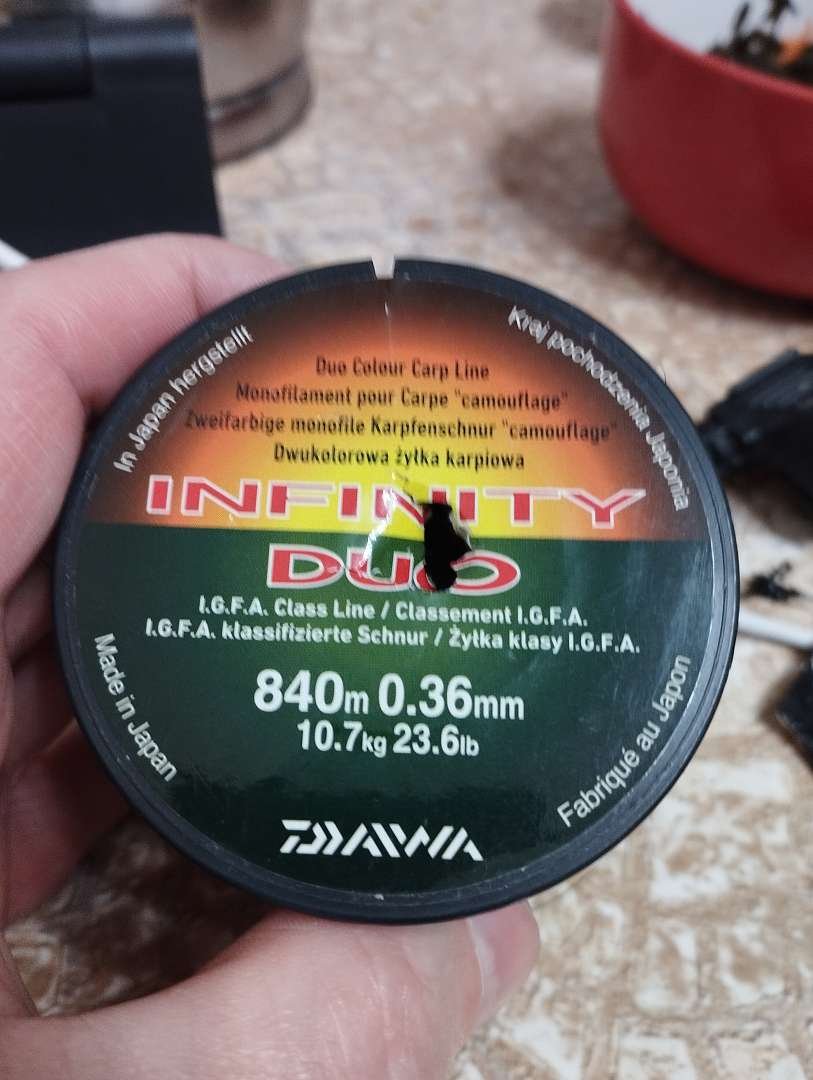 In Japan hergstellt
Kraj pochodzenia Japonia
Duo Colour Carp Line
Monofilament pour Carpe "camouflage"
Zweifarbige monofile Karpfenschnur "camouflage"
Dwukolorowa żyłka karpiowa
INFINITY
DUO
I.G.F.A. Class Line / Classement I.G.F.A.
I.G.F.A. klassifizierte Schnur / Żyłka klasy I.G.F.A.
840m 0.36mm
10.7kg 23.6lb
Made in Japan
Fabriqué au Japon
DAIWA